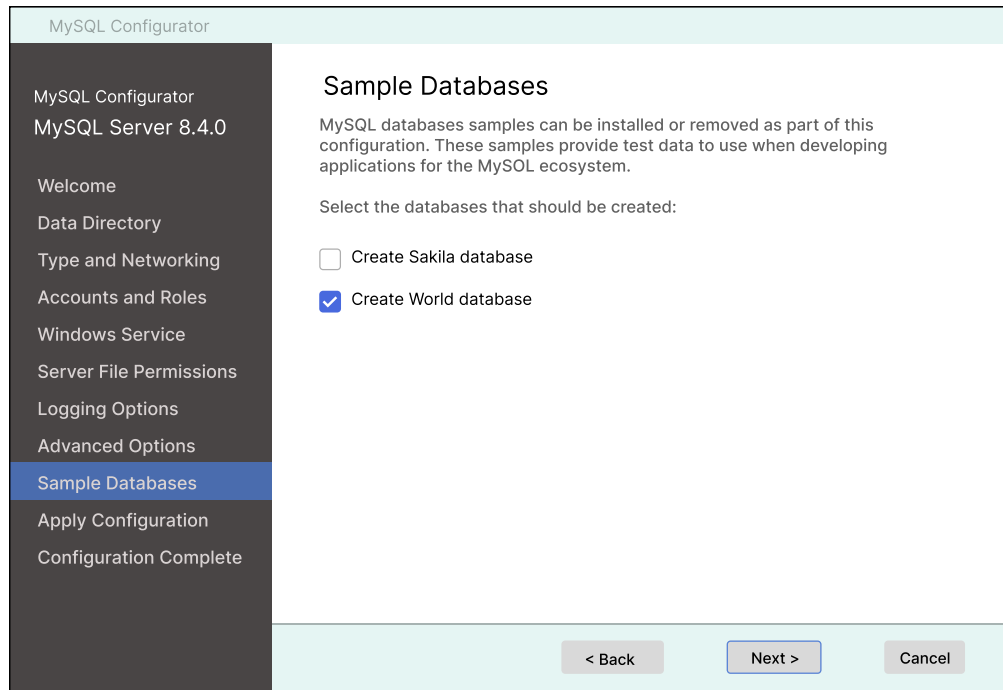 MySQL Configurator
MySQL Configurator
MySQL Server 8.4.0
Welcome
Data Directory
Type and Networking
Accounts and Roles
Windows Service
Server File Permissions
Logging Options
Advanced Options
Sample Databases
Apply Configuration
Configuration Complete
Sample Databases
MySQL databases samples can be installed or removed as part of this
configuration. These samples provide test data to use when developing
applications for the MySOL ecosystem.
Select the databases that should be created:
Create Sakila database
Create World database
< Back
Next >
Cancel